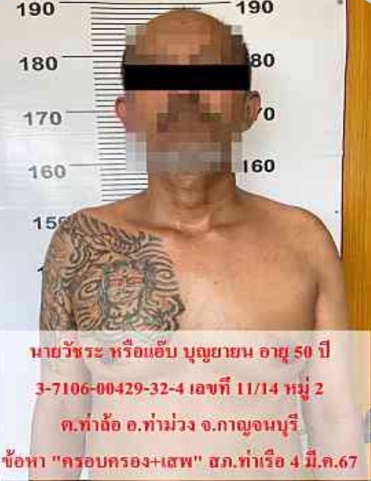 190 190
180 80
170 70
160 160
15
นายวัชระ หรือแอ๊บ บุญยายน อายุ 50 ปี
3-7106-00429-32-4 เลขที่ 11/14 หมู่ 2
ต.ท่าล้อ อ.ท่าม่วง จ.กาญจนบุรี
ข้อหา "ครอบครอง+เสพ" สภ.ท่าเรือ 4 มี.ค.67